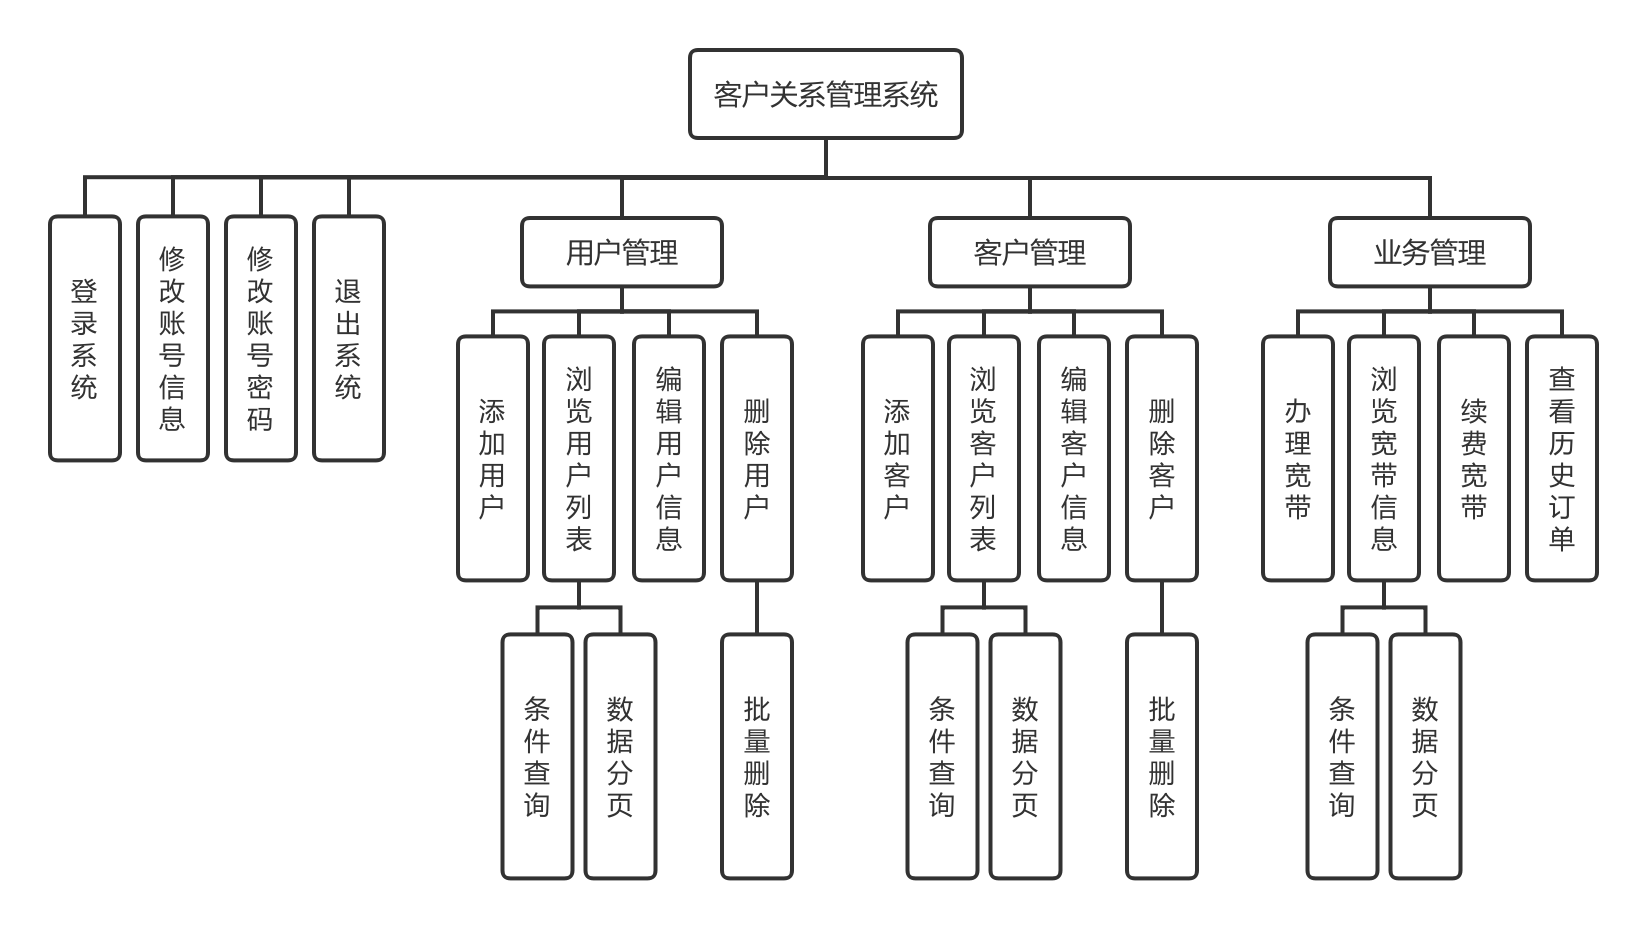 客户关系管理系统
登录系统
修改账号信息
修改账号密码
退出系统
用户管理
客户管理
业务管理
添加用户
浏览用户列表
编辑用户信息
删除用户
添加客户
浏览客户列表
编辑客户信息
删除客户
办理宽带
浏览宽带信息
续费宽带
查看历史订单
条件查询
数据分页
批量删除
条件查询
数据分页
批量删除
条件查询
数据分页